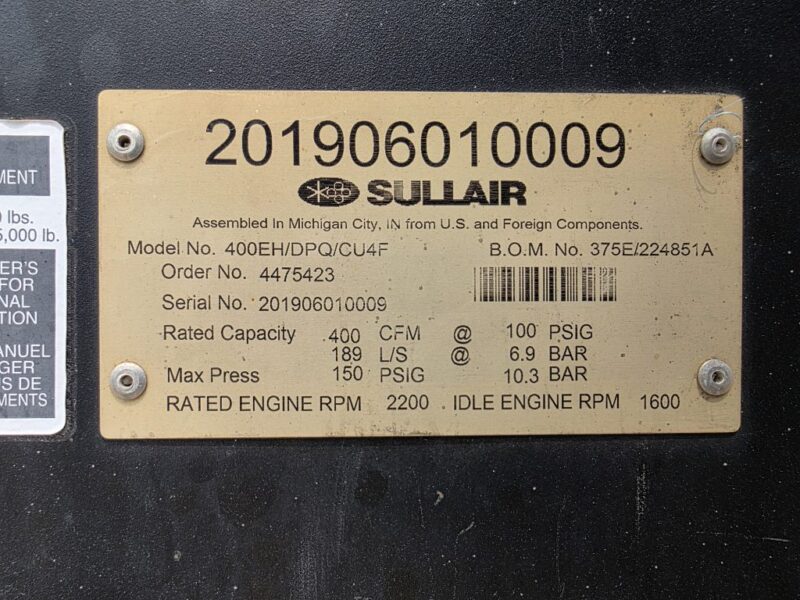 MENT
lbs.
5,000 lb.
ER'S
FOR
NAL
TION
MANUEL
GER
US DE
MENTS
201906010009
SULLAIR
Assembled In Michigan City, IN from U.S. and Foreign Components.
Model No. 400EH/DPQ/CU4F B.O.M. No. 375E/224851A
Order No. 4475423
Serial No. 201906010009
Rated Capacity 400 CFM @ 100 PSIG
189 L/S @ 6.9 BAR
Max Press 150 PSIG 10.3 BAR
RATED ENGINE RPM 2200 IDLE ENGINE RPM 1600